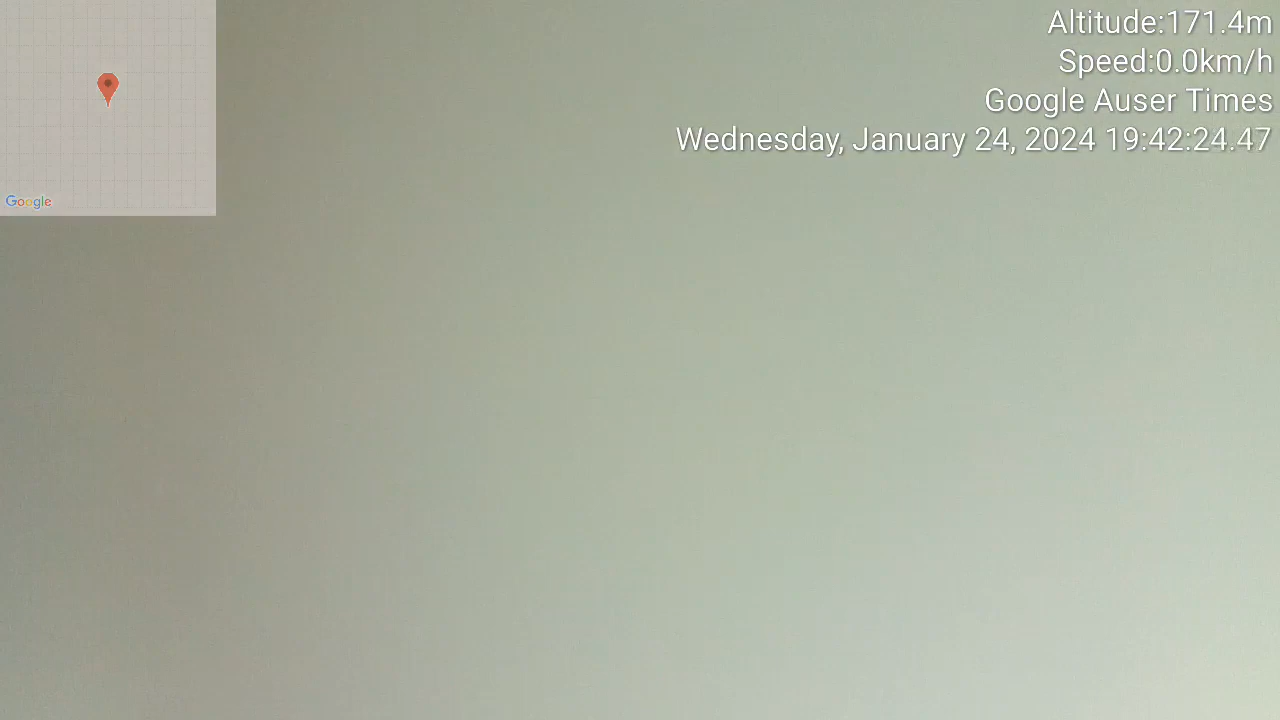 Altitude:171.4m
Speed:0.0km/h
Google Auser Times
Wednesday, January 24, 2024 19:42:24.47
Google